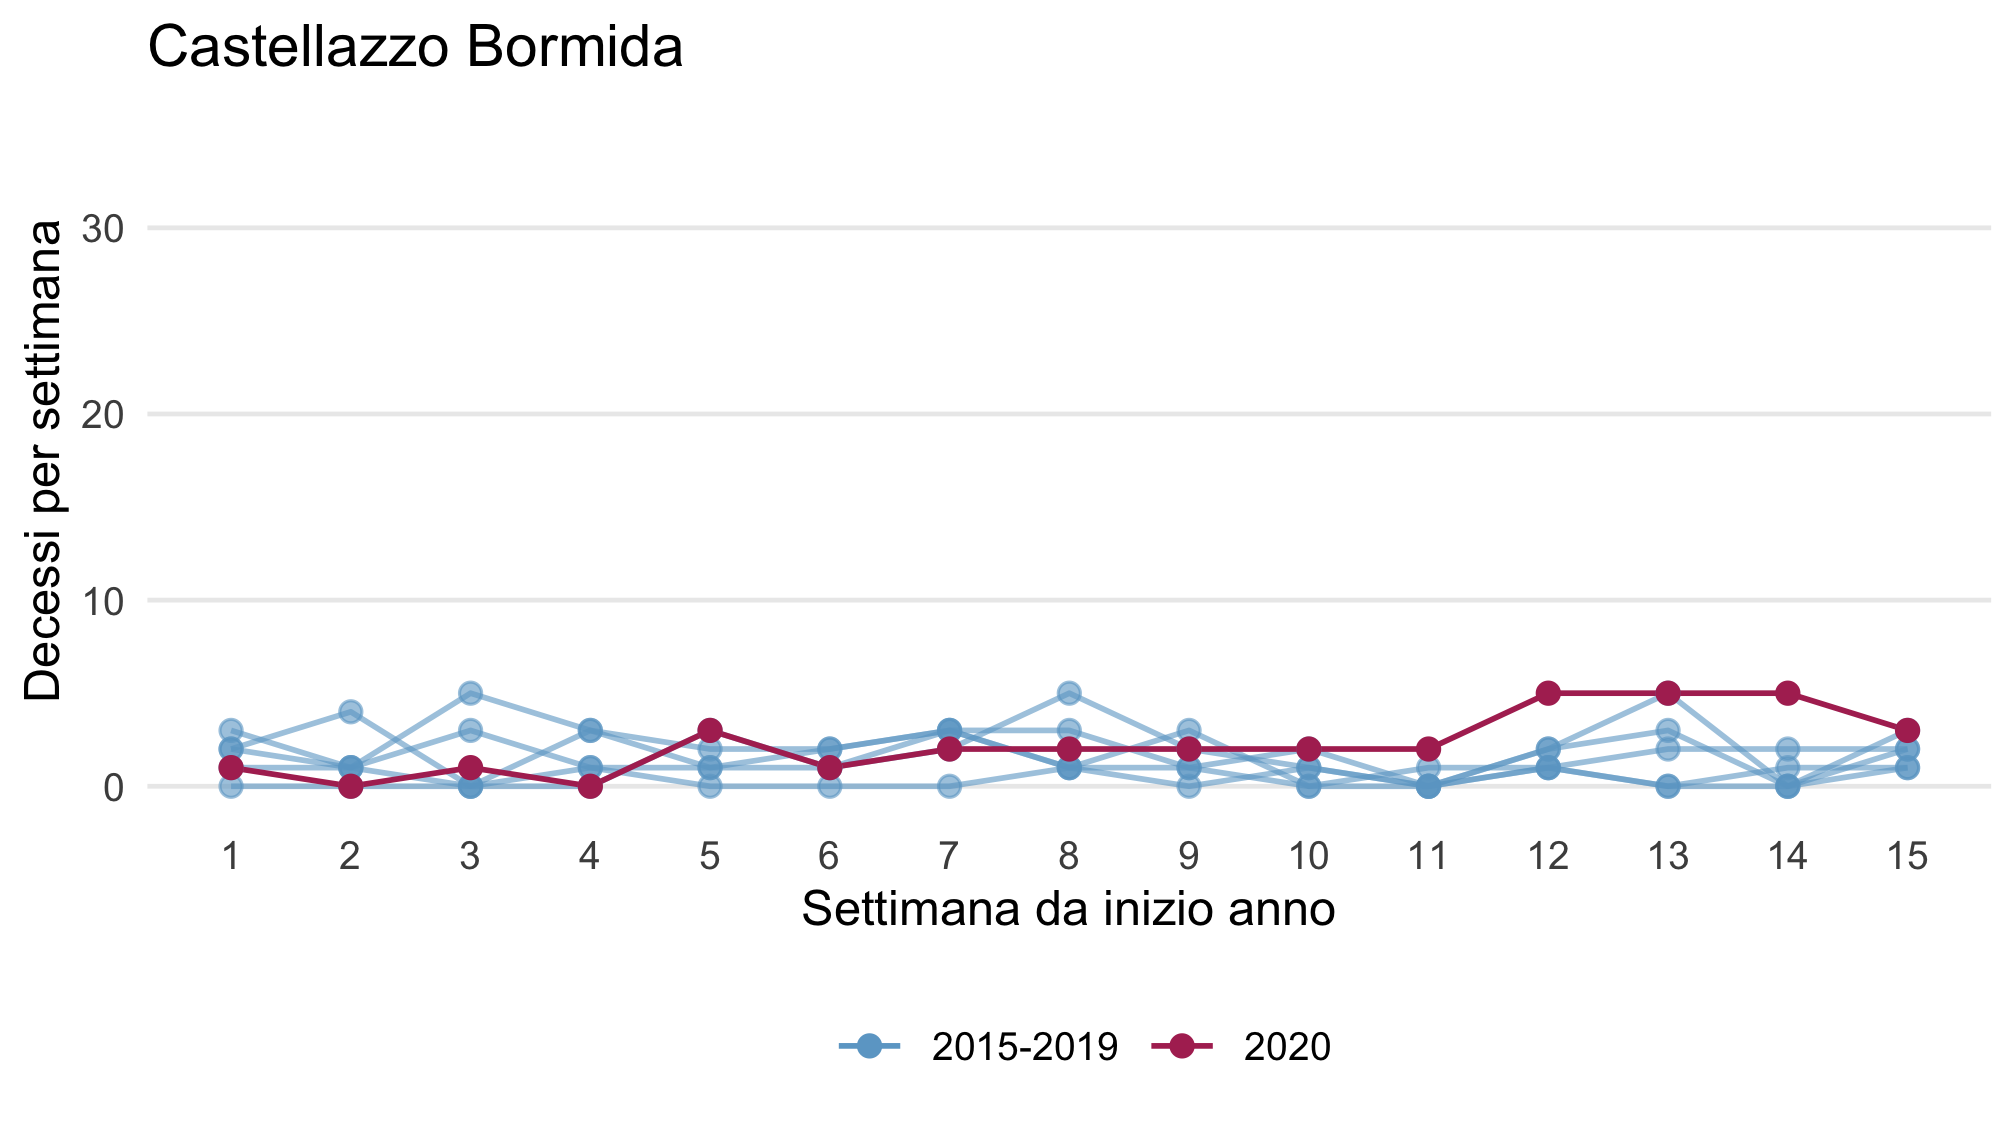 Castellazzo Bormida
Decessi per settimana
30
20
10
0
1 2 3 4 5 6 7 8 9 10 11 12 13 14 15
Settimana da inizio anno
2015-2019 2020